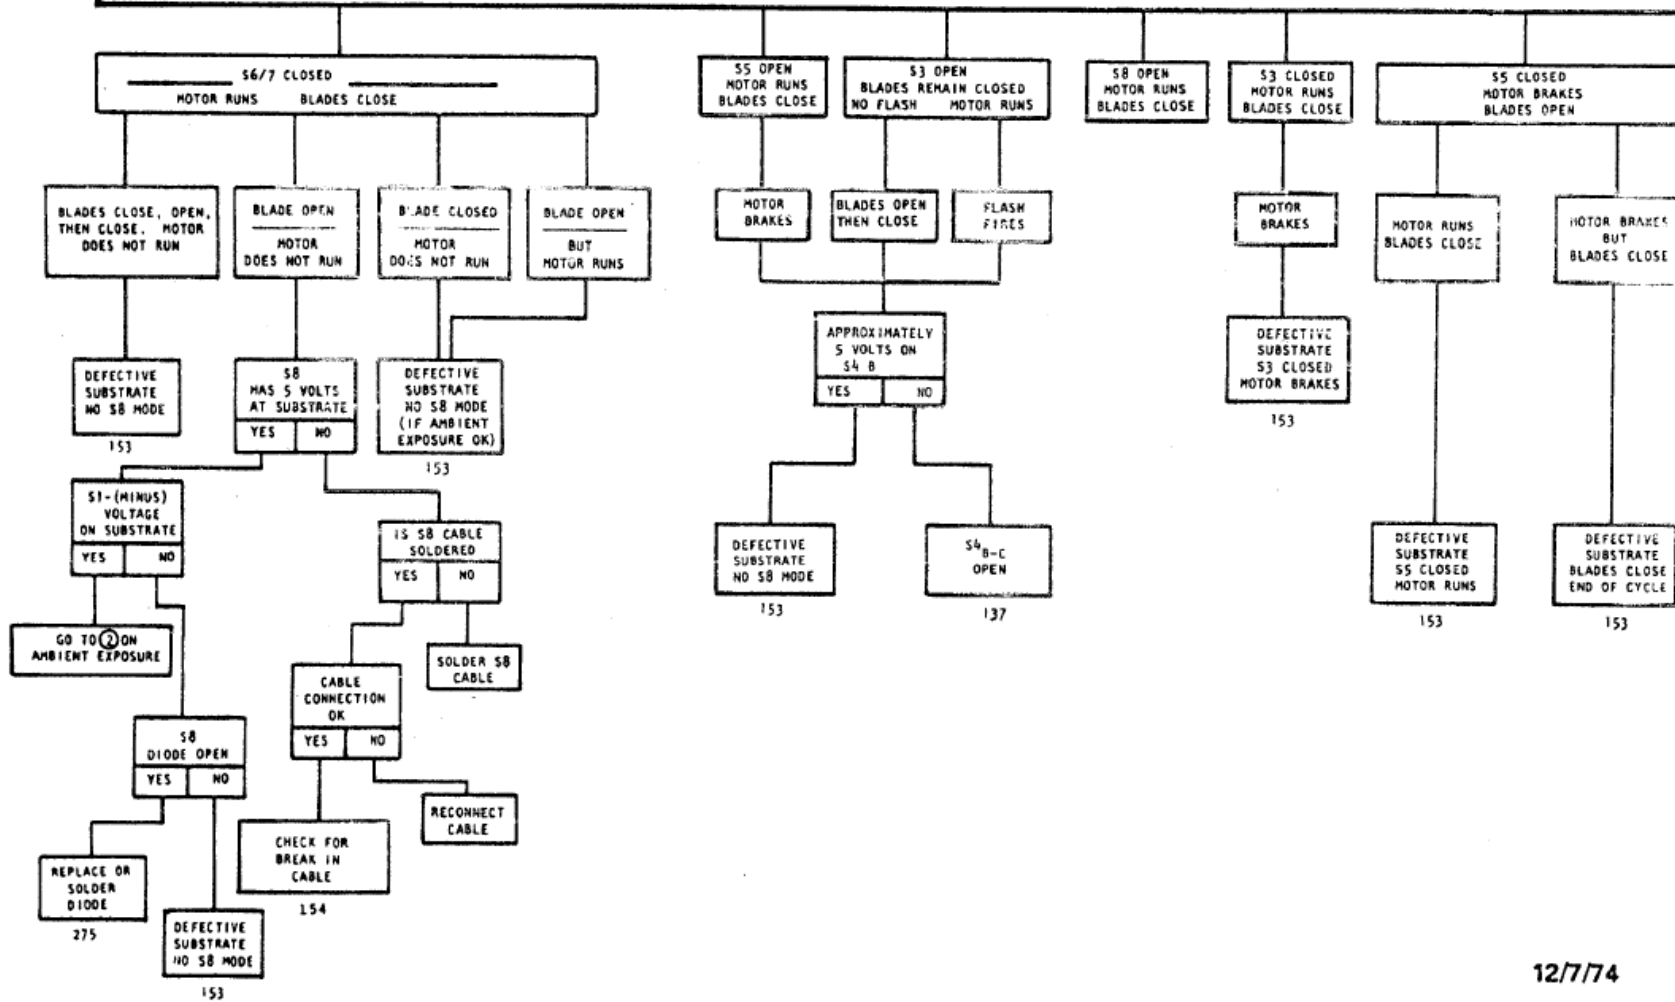 S6/7 CLOSED
MOTOR RUNS BLADES CLOSE
S5 OPEN
MOTOR RUNS
BLADES CLOSE
S3 OPEN
BLADES REMAIN CLOSED
NO FLASH MOTOR RUNS
S8 OPEN
MOTOR RUNS
BLADES CLOSE
S3 CLOSED
MOTOR RUNS
BLADES CLOSE
S5 CLOSED
MOTOR BRAKES
BLADES OPEN
BLADES CLOSE, OPEN,
THEN CLOSE. MOTOR
DOES NOT RUN
BLADE OPEN
MOTOR
DOES NOT RUN
BLADE CLOSED
MOTOR
DOES NOT RUN
BLADE OPEN
BUT
MOTOR RUNS
MOTOR
BRAKES
BLADES OPEN
THEN CLOSE
FLASH
FIRES
MOTOR
BRAKES
MOTOR RUNS
BLADES CLOSE
MOTOR BRAKES
BUT
BLADES CLOSE
DEFECTIVE
SUBSTRATE
NO S8 MODE
153
S8
HAS 5 VOLTS
AT SUBSTRATE
YES NO
DEFECTIVE
SUBSTRATE
NO S8 MODE
(IF AMBIENT
EXPOSURE OK)
153
APPROXIMATELY
5 VOLTS ON
S4 B
YES NO
DEFECTIVE
SUBSTRATE
S3 CLOSED
MOTOR BRAKES
153
S1-(MINUS)
VOLTAGE
ON SUBSTRATE
YES NO
IS S8 CABLE
SOLDERED
YES NO
DEFECTIVE
SUBSTRATE
NO S8 MODE
153
S4 B-C
OPEN
137
DEFECTIVE
SUBSTRATE
S5 CLOSED
MOTOR RUNS
153
DEFECTIVE
SUBSTRATE
BLADES CLOSE
END OF CYCLE
153
GO TO 2 ON
AMBIENT EXPOSURE
CABLE
CONNECTION
OK
YES NO
SOLDER S8
CABLE
S8
DIODE OPEN
YES NO
CHECK FOR
BREAK IN
CABLE
154
RECONNECT
CABLE
REPLACE OR
SOLDER
DIODE
275
DEFECTIVE
SUBSTRATE
NO S8 MODE
153
12/7/74